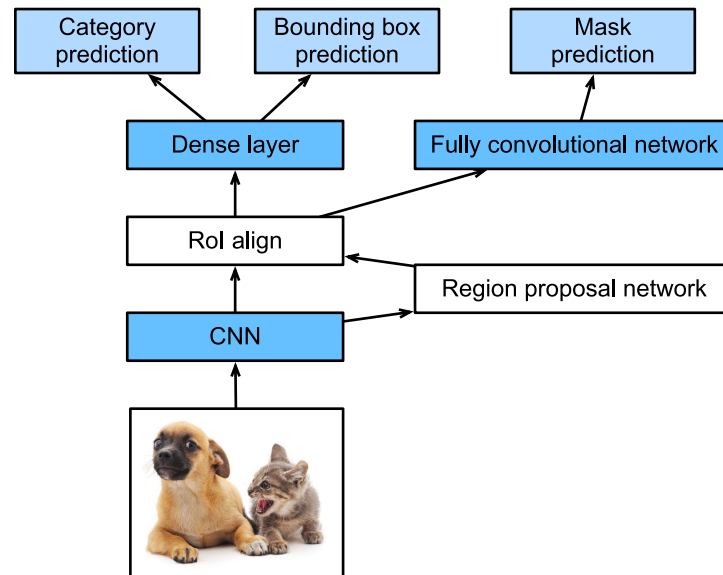 Category
prediction
Bounding box
prediction
Mask
prediction
Dense layer
Fully convolutional network
RoI align
Region proposal network
CNN